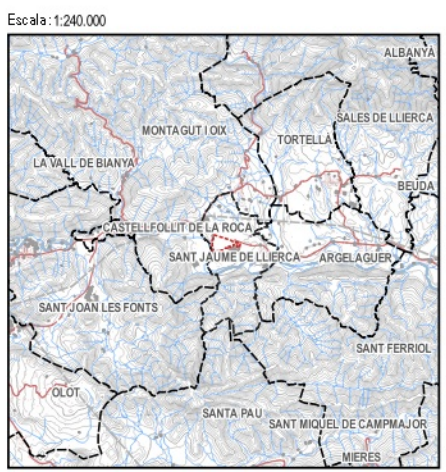 Escala: 1:240.000
ALBANYÀ
SALES DE LLIERCA
MONTAGUT I OIX
TORTELLÀ
LA VALL DE BIANYA
BEUDA
CASTELLFOLLIT DE LA ROCA
SANT JAUME DE LLIERCA
ARGELAGUER
SANT JOAN LES FONTS
SANT FERRIOL
OLOT
SANTA PAU
SANT MIQUEL DE CAMPMAJOR
MIERES